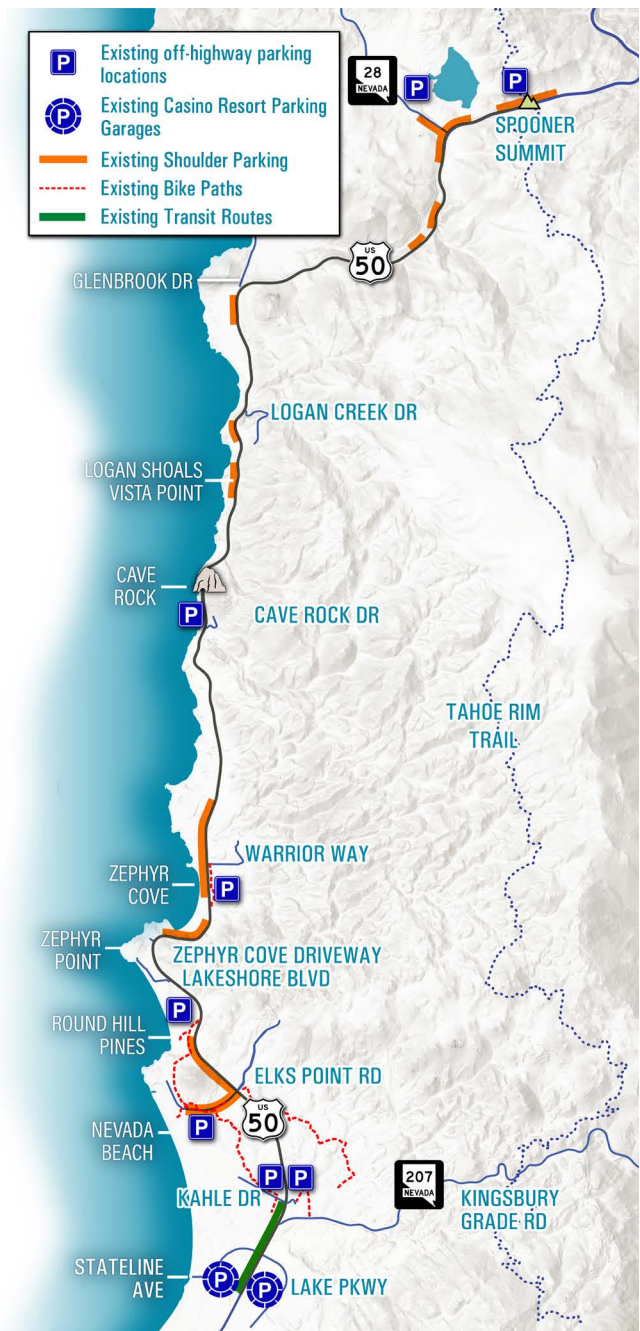 P
Existing off-highway parking
locations
P
Existing Casino Resort Parking
Garages
Existing Shoulder Parking
Existing Bike Paths
Existing Transit Routes
28
NEVADA
P
P
SPOONER
SUMMIT
US
50
GLENBROOK DR
LOGAN CREEK DR
LOGAN SHOALS
VISTA POINT
CAVE
ROCK
P
CAVE ROCK DR
TAHOE RIM
TRAIL
WARRIOR WAY
ZEPHYR
COVE
P
ZEPHYR
POINT
ZEPHYR COVE DRIVEWAY
LAKESHORE BLVD
P
ROUND HILL
PINES
ELKS POINT RD
US
50
NEVADA
BEACH
P
P
P
KAHLE DR
207
NEVADA
KINGSBURY
GRADE RD
STATELINE
AVE
P
P
LAKE PKWY